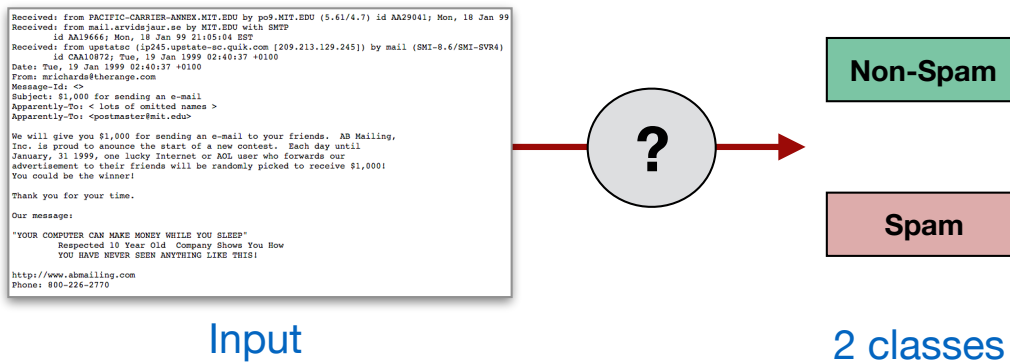 Received: from PACIFIC-CARRIER-ANNEX.MIT.EDU by po9.MIT.EDU (5.61/4.7) id AA29041; Mon, 18 Jan 99
Received: from mail.arvidsjaur.se by MIT.EDU with SMTP
id AA19666; Mon, 18 Jan 99 21:05:04 EST
Received: from upstatsc (ip245.upstate-sc.quik.com [209.213.129.245]) by mail (SMI-8.6/SMI-SVR4)
id CAA10872; Tue, 19 Jan 1999 02:40:37 +0100
Date: Tue, 19 Jan 1999 02:40:37 +0100
From: mrichards@therange.com
Message-Id: <>
Subject: $1,000 for sending an e-mail
Apparently-To: < lots of omitted names >
Apparently-To: <postmaster@mit.edu>
We will give you $1,000 for sending an e-mail to your friends. AB Mailing,
Inc. is proud to anounce the start of a new contest. Each day until
January, 31 1999, one lucky Internet or AOL user who forwards our
advertisement to their friends will be randomly picked to receive $1,000!
You could be the winner!
Thank you for your time.
Our message:
"YOUR COMPUTER CAN MAKE MONEY WHILE YOU SLEEP"
Respected 10 Year Old Company Shows You How
YOU HAVE NEVER SEEN ANYTHING LIKE THIS!
http://www.abmailing.com
Phone: 800-226-2770
?
Non-Spam
Spam
Input
2 classes